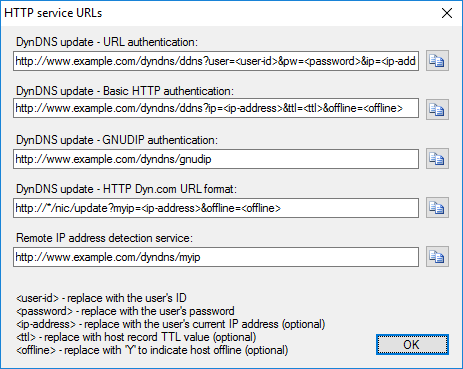 HTTP service URLs
DynDNS update - URL authentication:
http://www.example.com/dyndns/ddns?user=<user-id>&pw=<password>&ip=<ip-add
DynDNS update - Basic HTTP authentication:
http://www.example.com/dyndns/ddns?ip=<ip-address>&ttl=<ttl>&offline=<offline>
DynDNS update - GNUDIP authentication:
http://www.example.com/dyndns/gnudip
DynDNS update - HTTP Dyn.com URL format:
http://*/nic/update?myip=<ip-address>&offline=<offline>
Remote IP address detection service:
http://www.example.com/dyndns/myip
<user-id> - replace with the user's ID
<password> - replace with the user's password
<ip-address> - replace with the user's current IP address (optional)
<ttl> - replace with host record TTL value (optional)
<offline> - replace with 'Y' to indicate host offline (optional)
OK